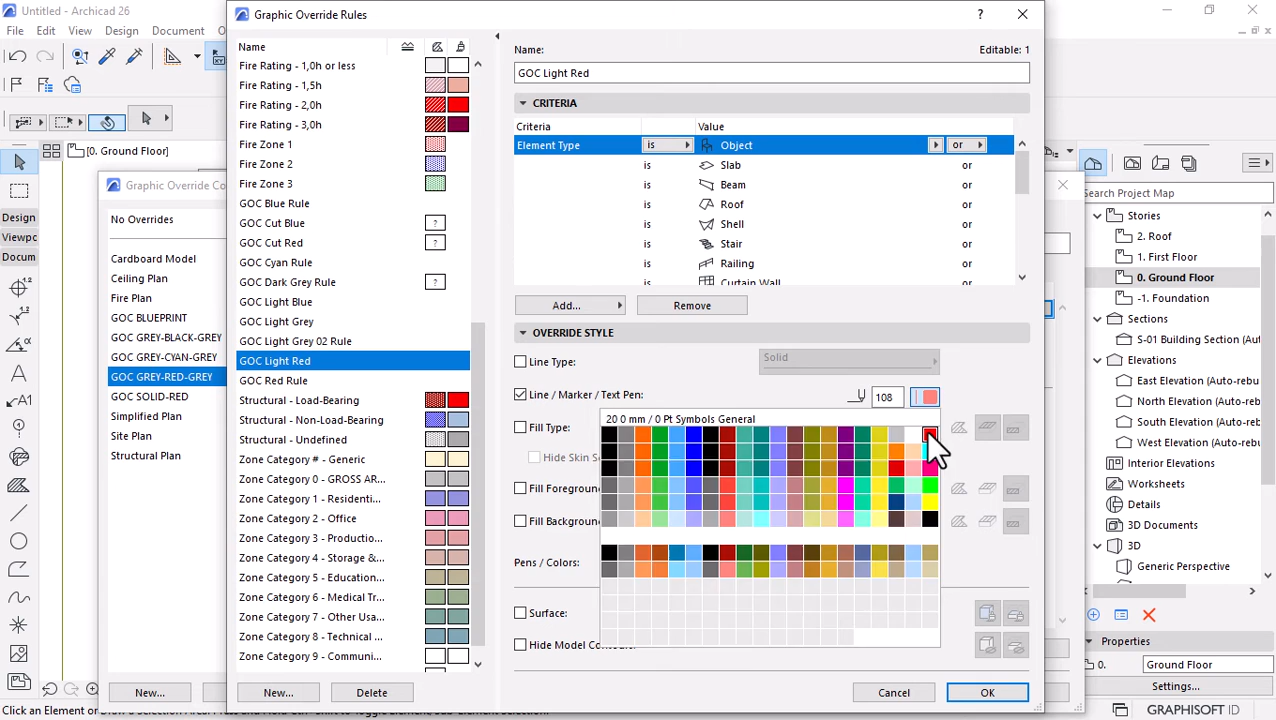 Untitled - Archicad 26
File
Edit
View
Design
Document
[0. Ground Floor]
Design
Viewpc
Docum
Graphic Override Co
No Overrides
Cardboard Model
Ceiling Plan
Fire Plan
GOC BLUEPRINT
GOC GREY-BLACK-GREY
GOC GREY-CYAN-GREY
GOC GREY-RED-GREY
GOC SOLID-RED
Simplified Plan
Structural Plan
New...
Graphic Override Rules
?
Name
Fire Rating - 1,0h or less
Fire Rating - 1,5h
Fire Rating - 2,0h
Fire Rating - 3,0h
Fire Zone 1
Fire Zone 2
Fire Zone 3
GOC Blue Rule
GOC Cut Blue ?
GOC Cut Red ?
GOC Cyan Rule
GOC Dark Grey Rule ?
GOC Light Blue
GOC Light Grey
GOC Light Grey 02 Rule
GOC Light Red
GOC Red Rule
Structural - Load-Bearing
Structural - Non-Load-Bearing
Structural - Undefined
Zone Category # - Generic
Zone Category 0 - GROSS AR...
Zone Category 1 - Residenti...
Zone Category 2 - Office
Zone Category 3 - Productio...
Zone Category 4 - Storage &...
Zone Category 5 - Education...
Zone Category 6 - Medical Tr...
Zone Category 7 - Other Usa...
Zone Category 8 - Technical ...
Zone Category 9 - Communi...
New...
Delete
Name:
Editable: 1
GOC Light Red
CRITERIA
Criteria
Value
Element Type is Object or
is Slab or
is Beam or
is Roof or
is Shell or
is Stair or
is Railing or
is Curtain Wall or
Add...
Remove
OVERRIDE STYLE
Line Type:
Solid
Line / Marker / Text Pen:
108
20 0 mm / 0 Pt Symbols General
Fill Type:
Hide Skin S
Fill Foreground
Fill Background
Pens / Colors:
Surface:
Hide Model Contours:
Cancel
OK
Search Project Map
Stories
2. Roof
1. First Floor
0. Ground Floor
-1. Foundation
Sections
S-01 Building Section (Auto-r
Elevations
East Elevation (Auto-rebu
North Elevation (Auto-reb
South Elevation (Auto-reb
West Elevation (Auto-reb
Interior Elevations
Worksheets
Details
3D Documents
3D
Generic Perspective
Properties
0.
Ground Floor
Settings...
GRAPHISOFT ID